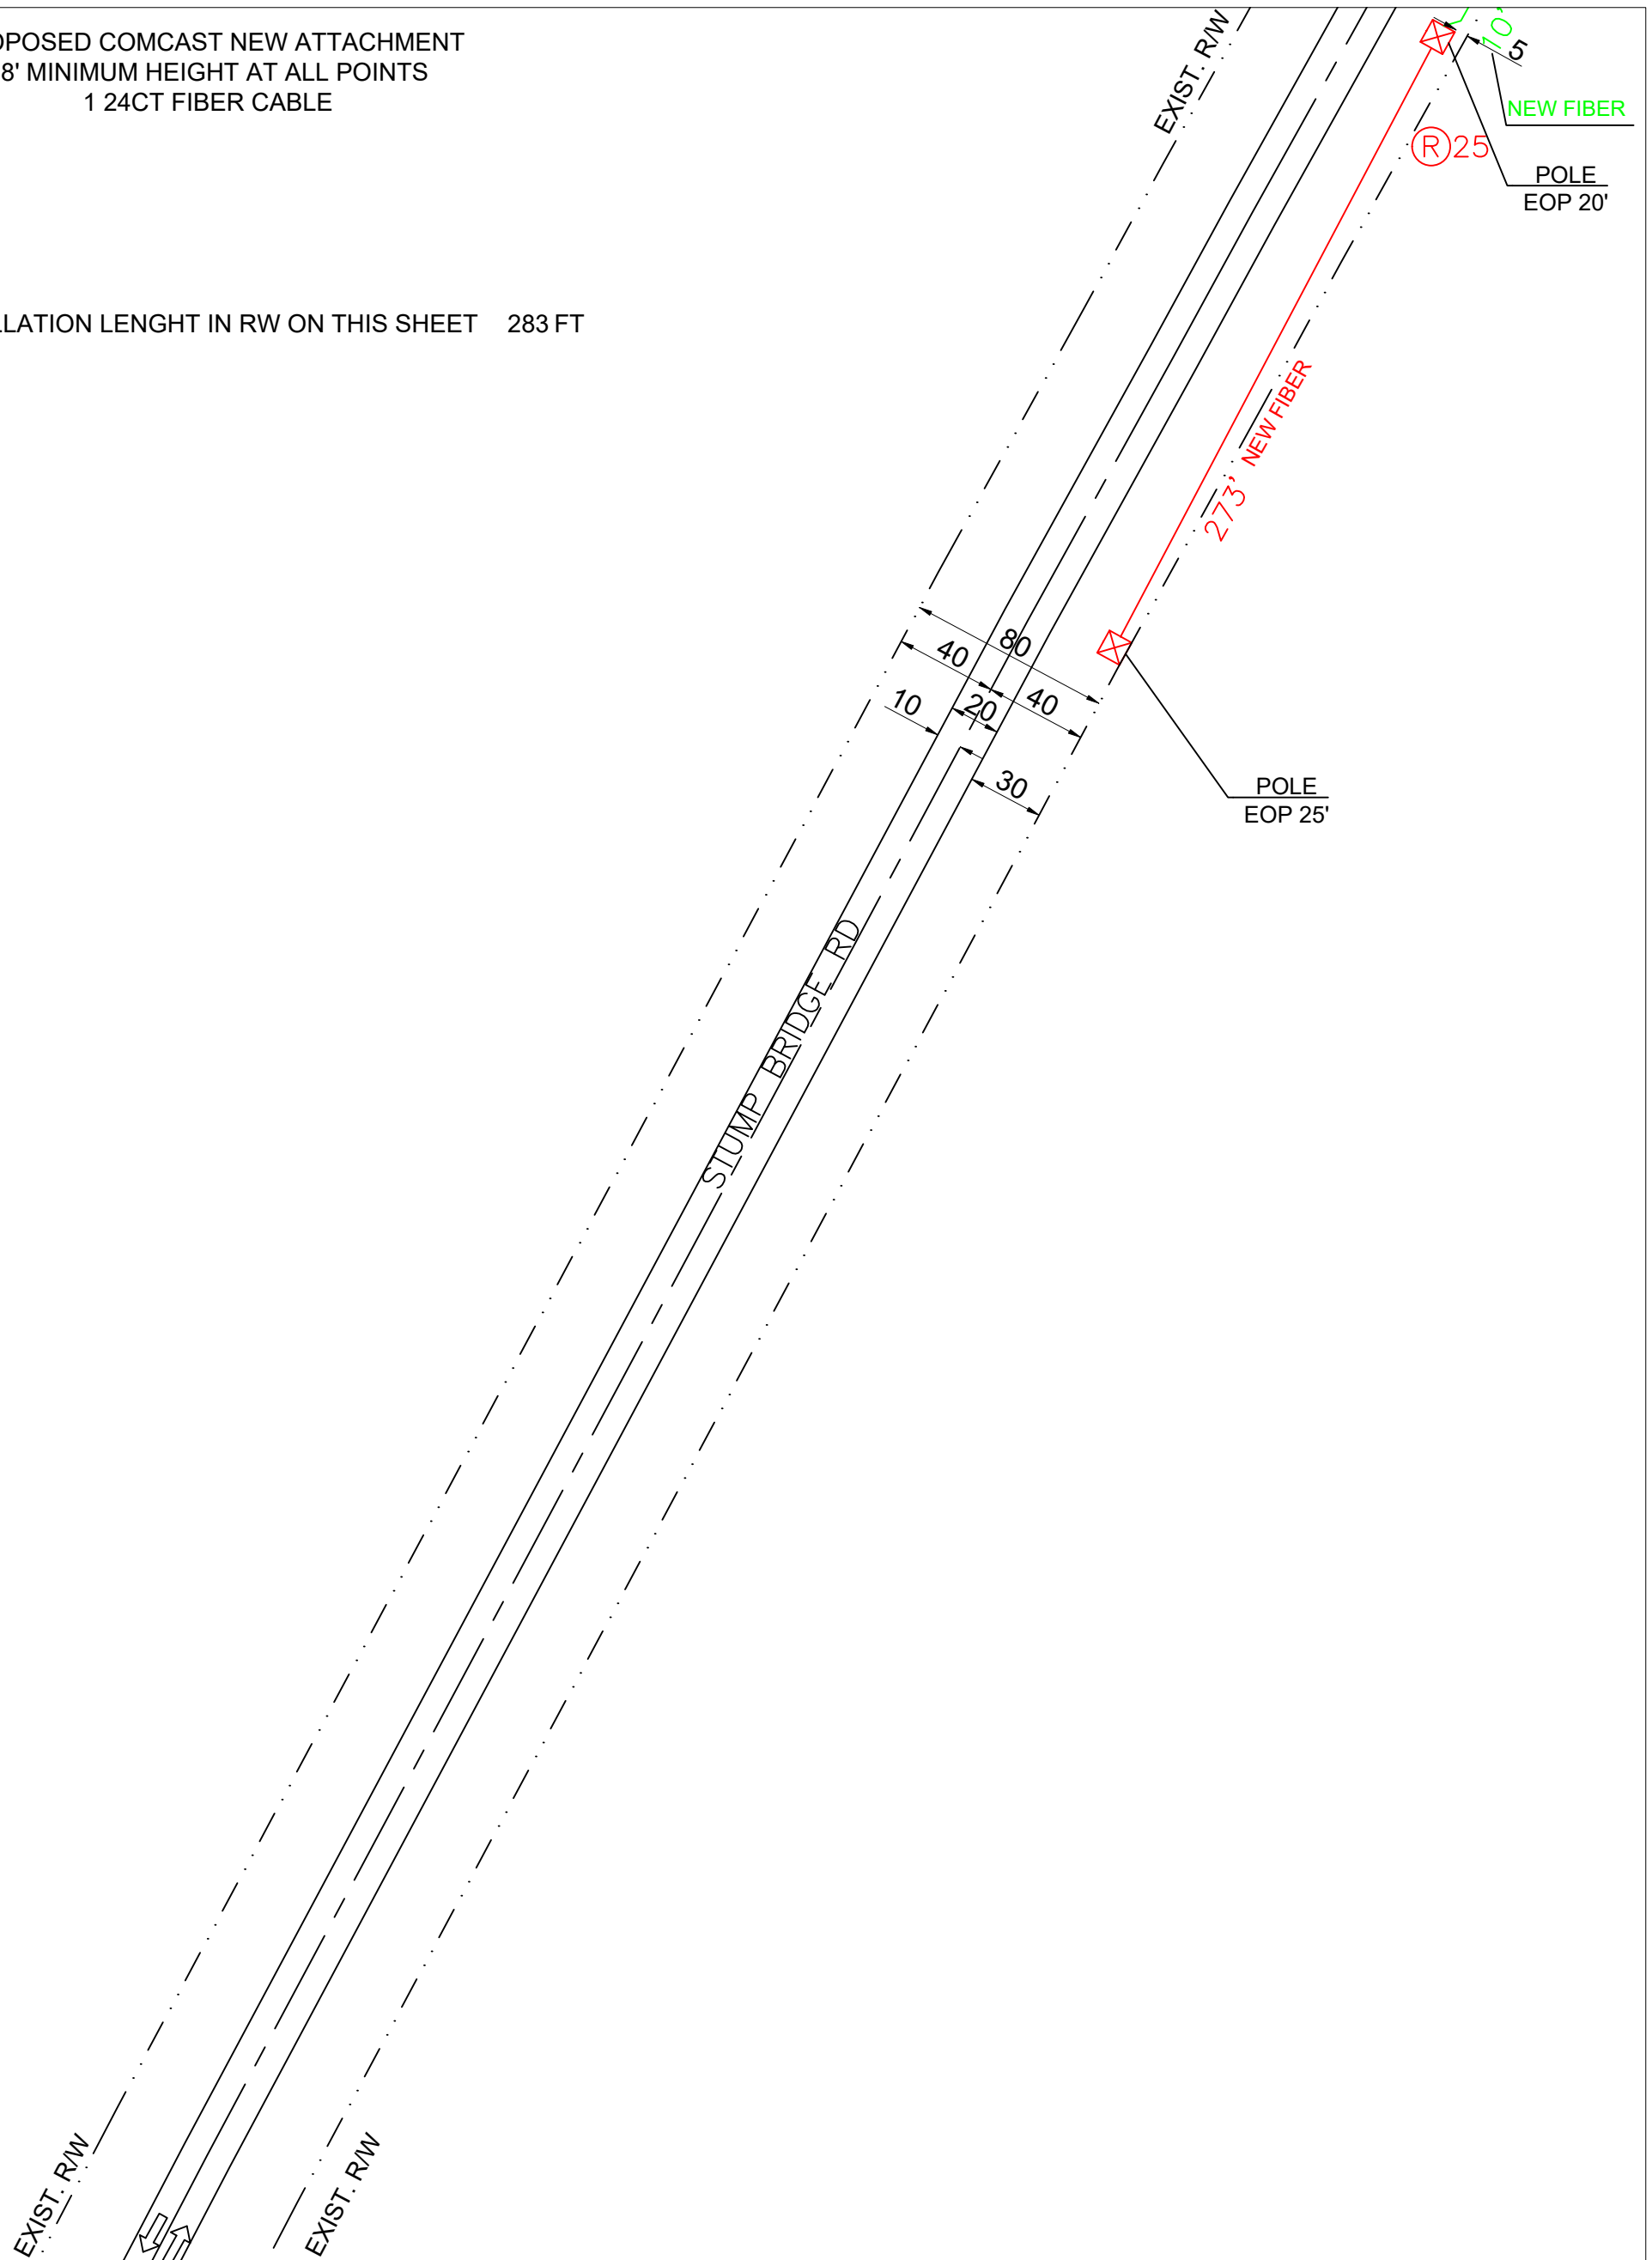 OPOSED COMCAST NEW ATTACHMENT
8' MINIMUM HEIGHT AT ALL POINTS
1 24CT FIBER CABLE
LLATION LENGHT IN RW ON THIS SHEET 283 FT
EXIST. R/W
10'
5
NEW FIBER
Ⓡ25
POLE
EOP 20'
273' NEW FIBER
80
40
40
10
20
30
POLE
EOP 25'
STUMP BRIDGE RD
EXIST. R/W
EXIST. R/W